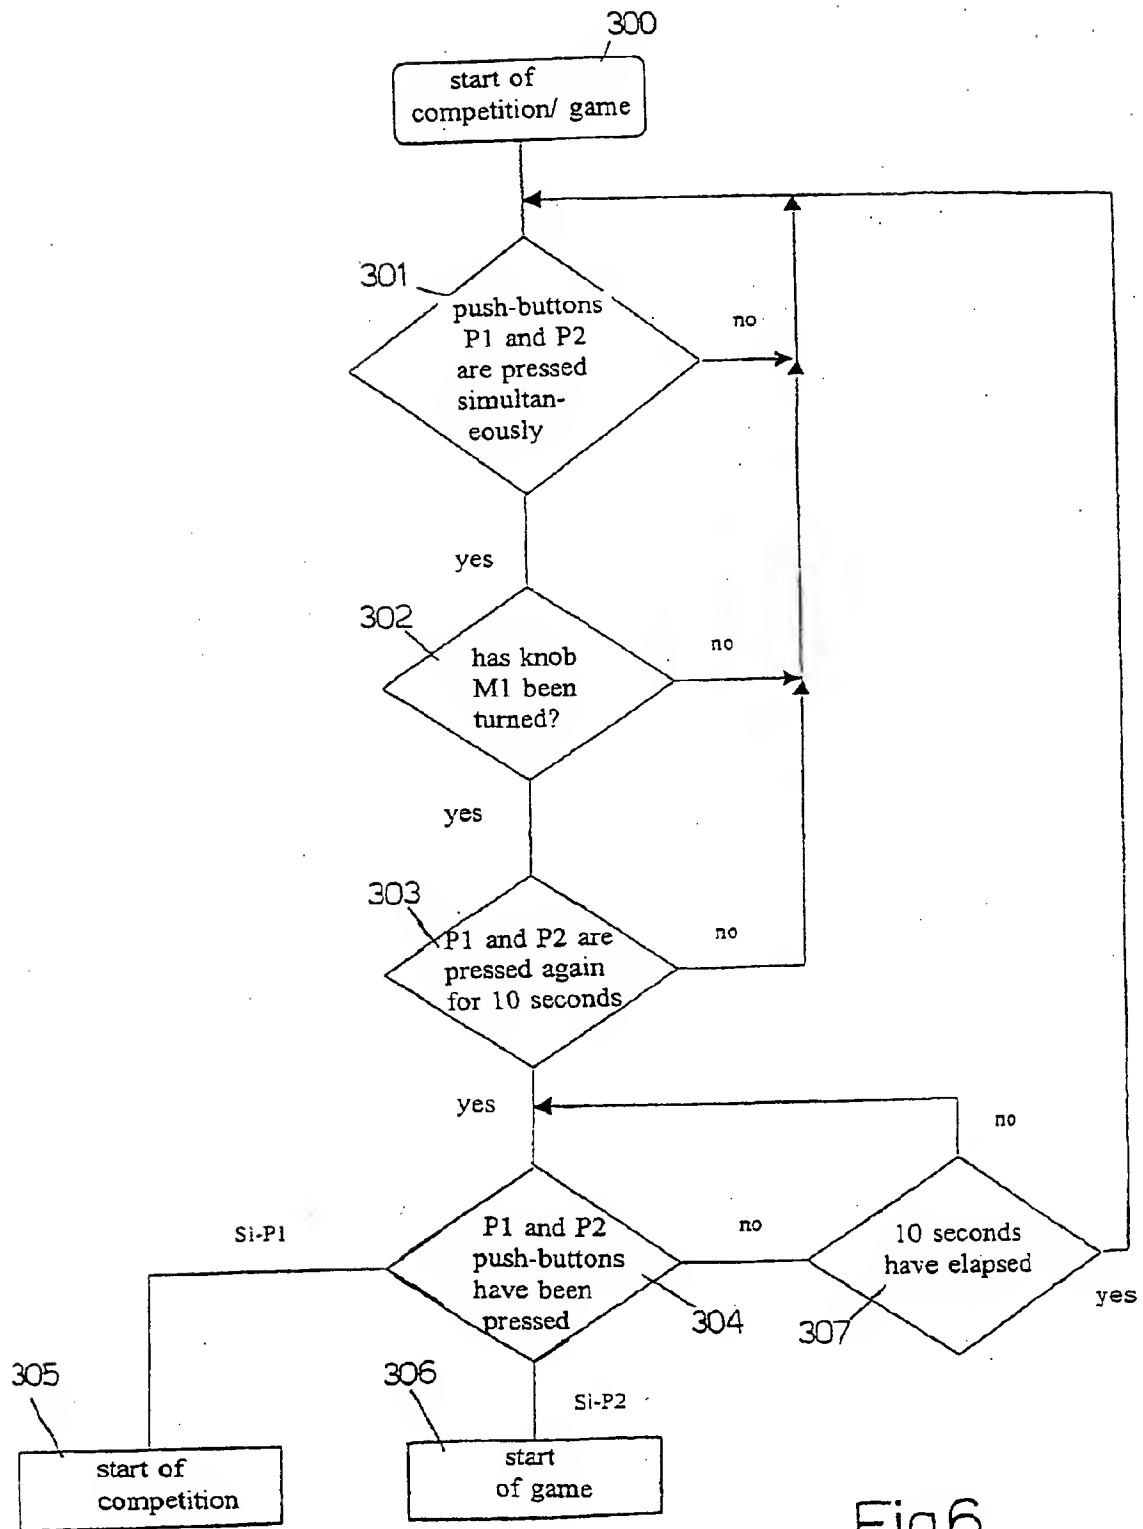 300
start of
competition/ game
301
push-buttons
P1 and P2
are pressed
simultan-
eously
no
yes
302
has knob
M1 been
turned?
no
yes
303
P1 and P2 are
pressed again
for 10 seconds
no
yes
no
Si-P1
P1 and P2
push-buttons
have been
pressed
304
no
10 seconds
have elapsed
307
yes
305
306
Si-P2
start of
competition
start
of game
Fig6